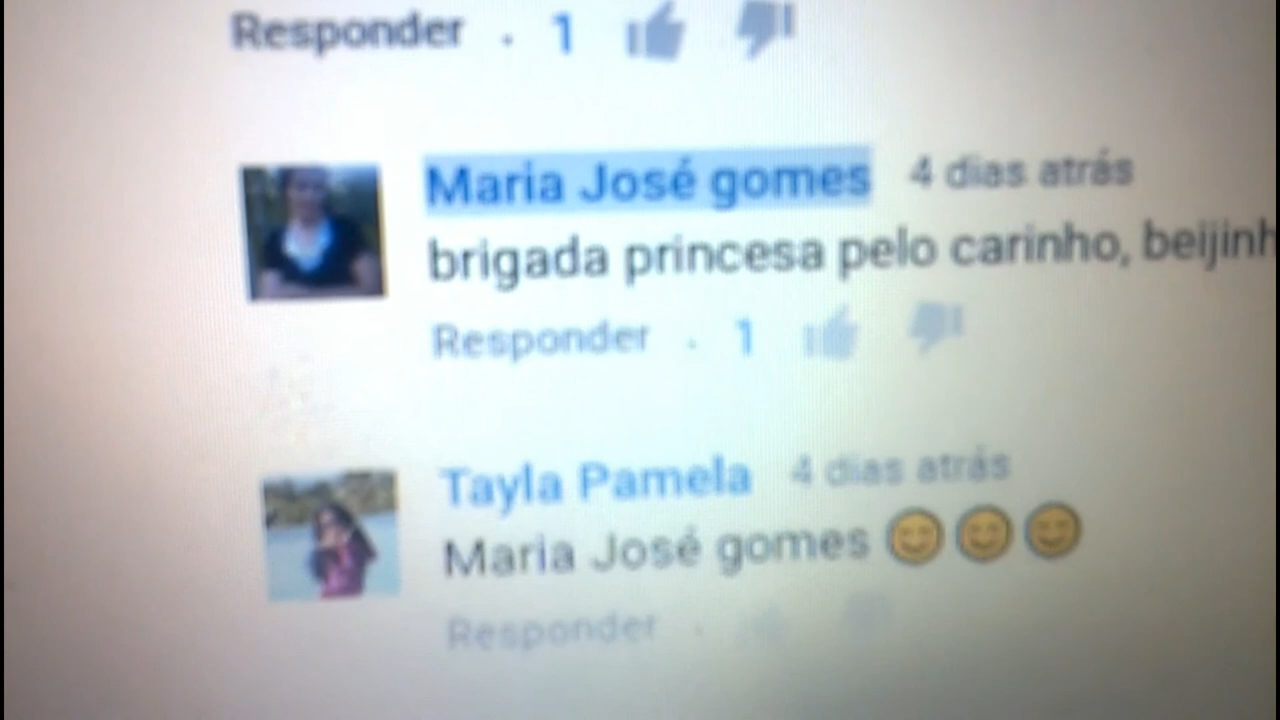 Responder · 1
Maria José gomes 4 dias atrás
brigada princesa pelo carinho, beijinh
Responder · 1
Tayla Pamela 4 dias atrás
Maria José gomes 😊😊😊
Responder ·